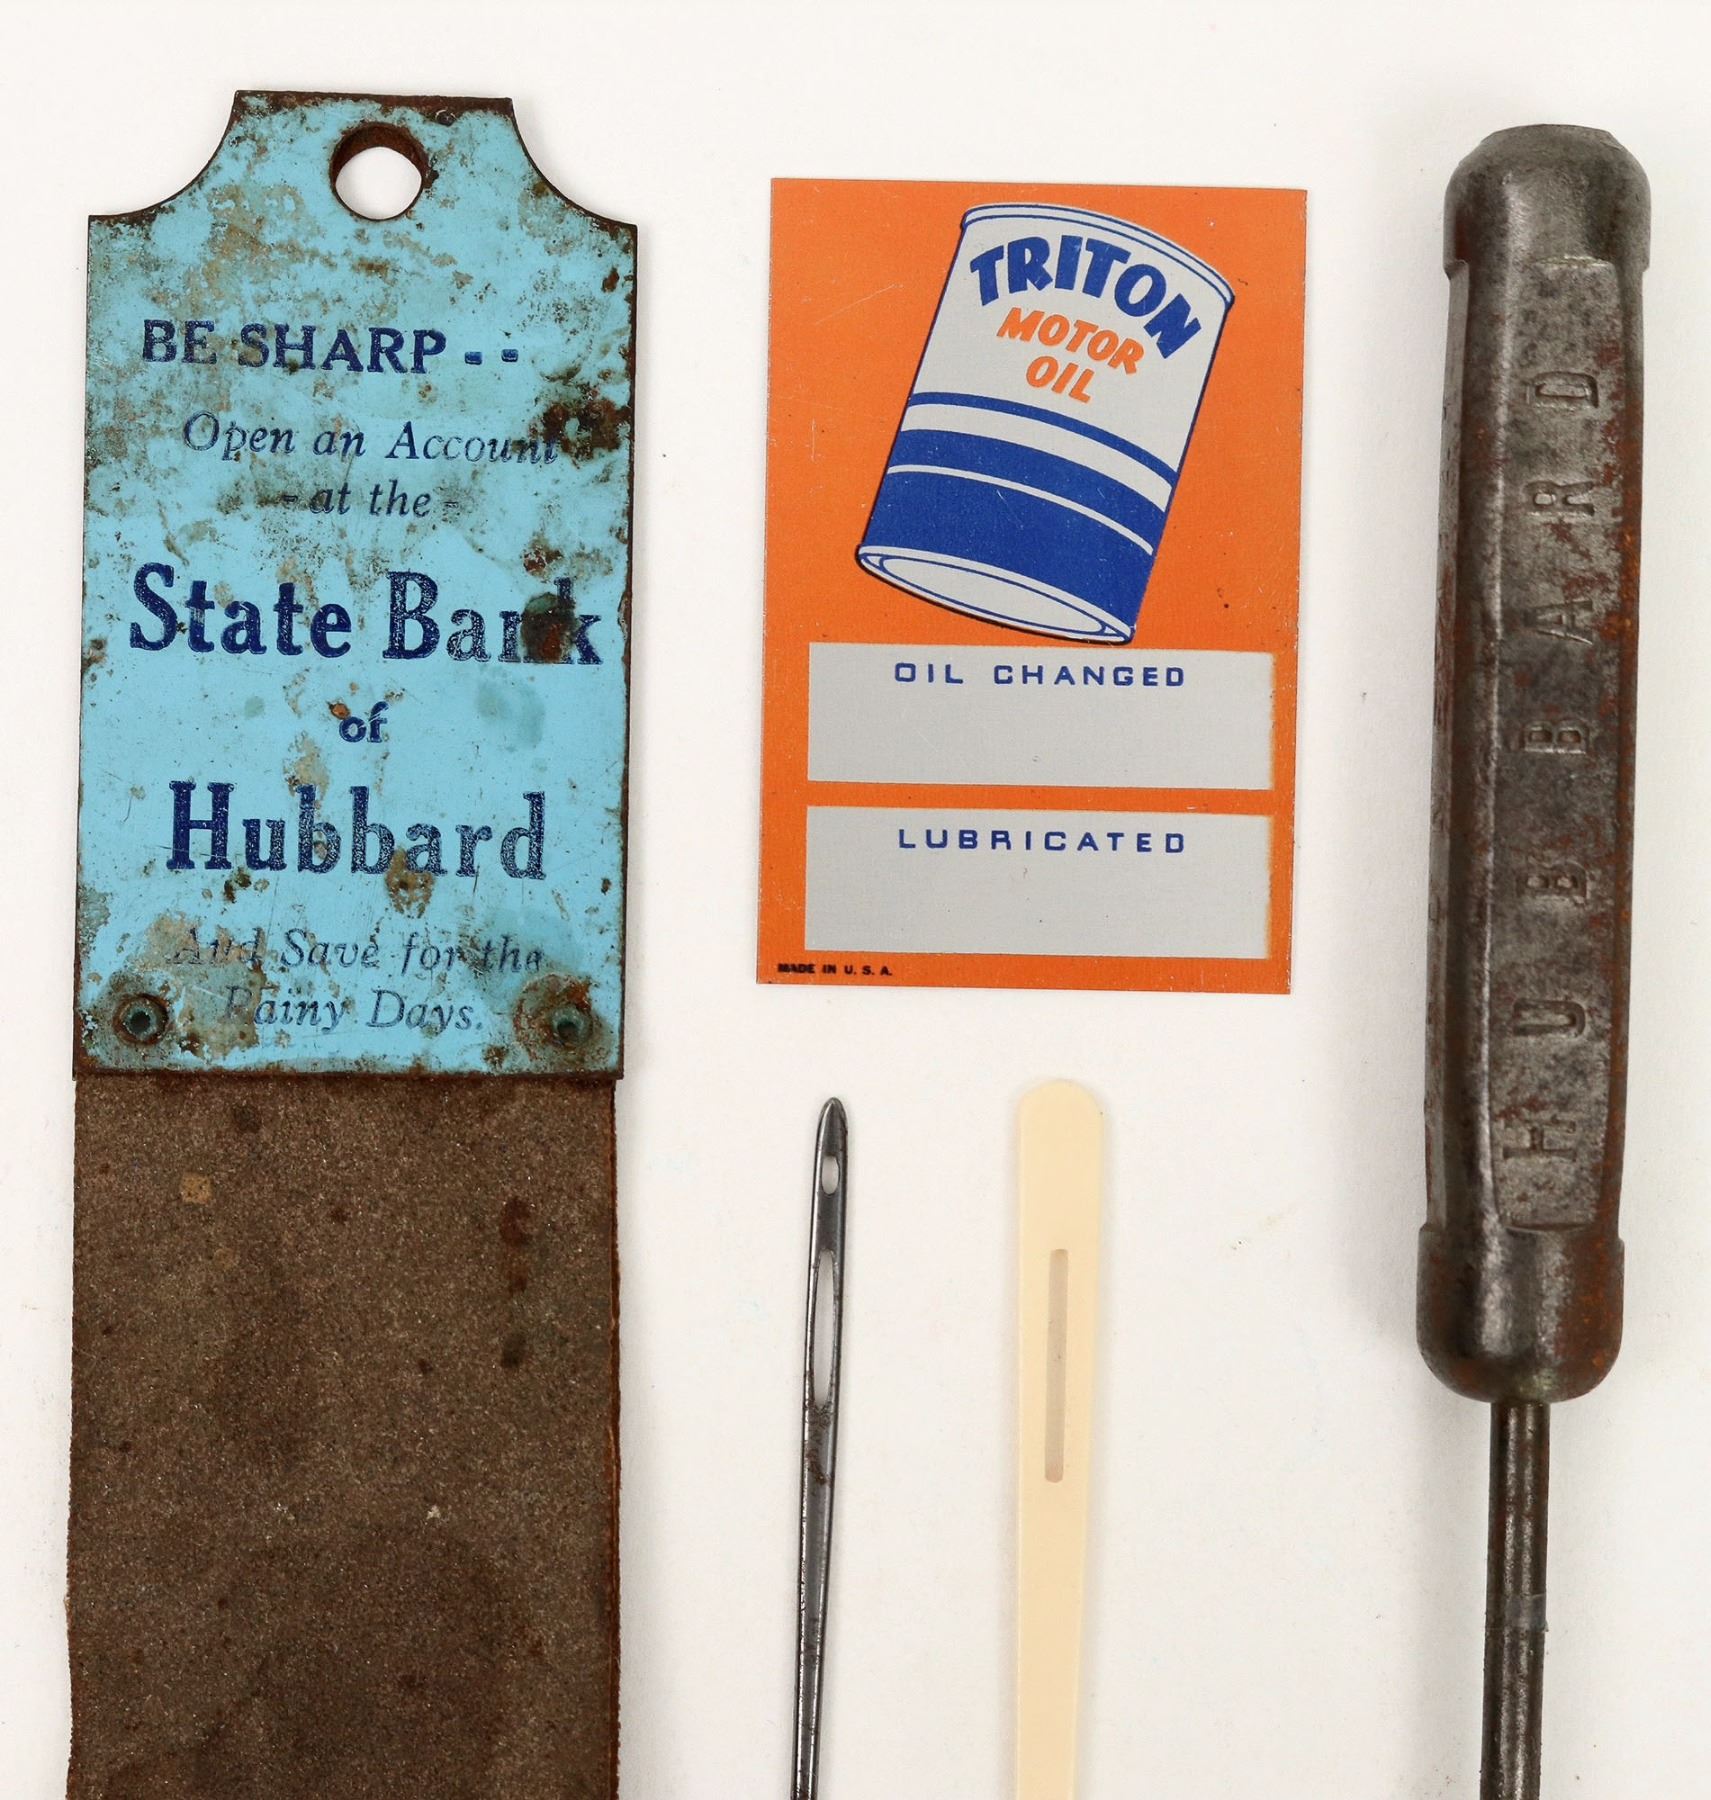 BE SHARP - -
Open an Account
- at the -
State Bank
of
Hubbard
And Save for the
Rainy Days.
TRITON
MOTOR
OIL
OIL CHANGED
LUBRICATED
MADE IN U. S. A.
HUBBARD